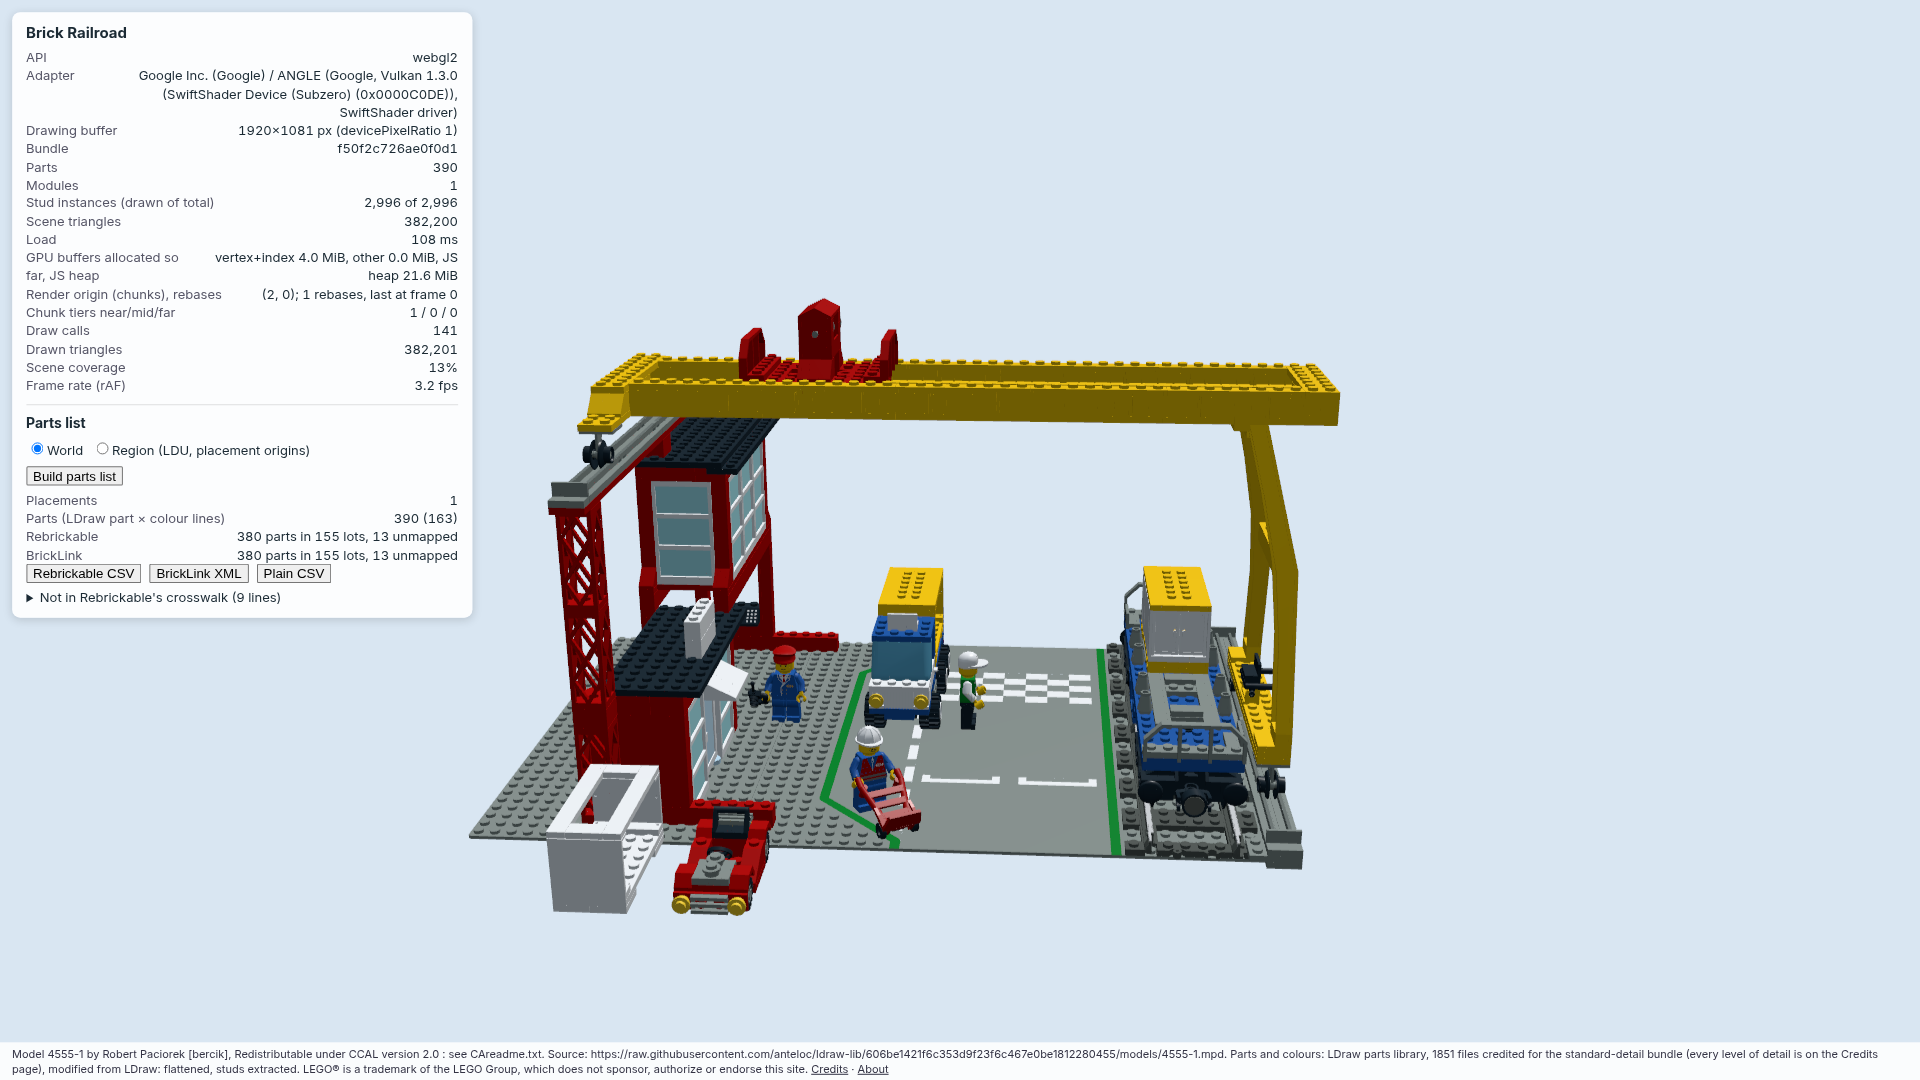 Brick Railroad
API webgl2
Adapter Google Inc. (Google) / ANGLE (Google, Vulkan 1.3.0
(SwiftShader Device (Subzero) (0x0000C0DE)),
SwiftShader driver)
Drawing buffer 1920×1081 px (devicePixelRatio 1)
Bundle f50f2c726ae0f0d1
Parts 390
Modules 1
Stud instances (drawn of total) 2,996 of 2,996
Scene triangles 382,200
Load 108 ms
GPU buffers allocated so vertex+index 4.0 MiB, other 0.0 MiB, JS
far, JS heap heap 21.6 MiB
Render origin (chunks), rebases (2, 0); 1 rebases, last at frame 0
Chunk tiers near/mid/far 1 / 0 / 0
Draw calls 141
Drawn triangles 382,201
Scene coverage 13%
Frame rate (rAF) 3.2 fps
Parts list
World Region (LDU, placement origins)
Build parts list
Placements 1
Parts (LDraw part × colour lines) 390 (163)
Rebrickable 380 parts in 155 lots, 13 unmapped
BrickLink 380 parts in 155 lots, 13 unmapped
Rebrickable CSV BrickLink XML Plain CSV
▶ Not in Rebrickable's crosswalk (9 lines)
Model 4555-1 by Robert Paciorek [bercik], Redistributable under CCAL version 2.0 : see CAreadme.txt. Source: https://raw.githubusercontent.com/anteloc/ldraw-lib/606be1421f6c353d9f23f6c467e0be1812280455/models/4555-1.mpd. Parts and colours: LDraw parts library, 1851 files credited for the standard-detail bundle (every level of detail is on the Credits
page), modified from LDraw: flattened, studs extracted. LEGO® is a trademark of the LEGO Group, which does not sponsor, authorize or endorse this site. Credits · About